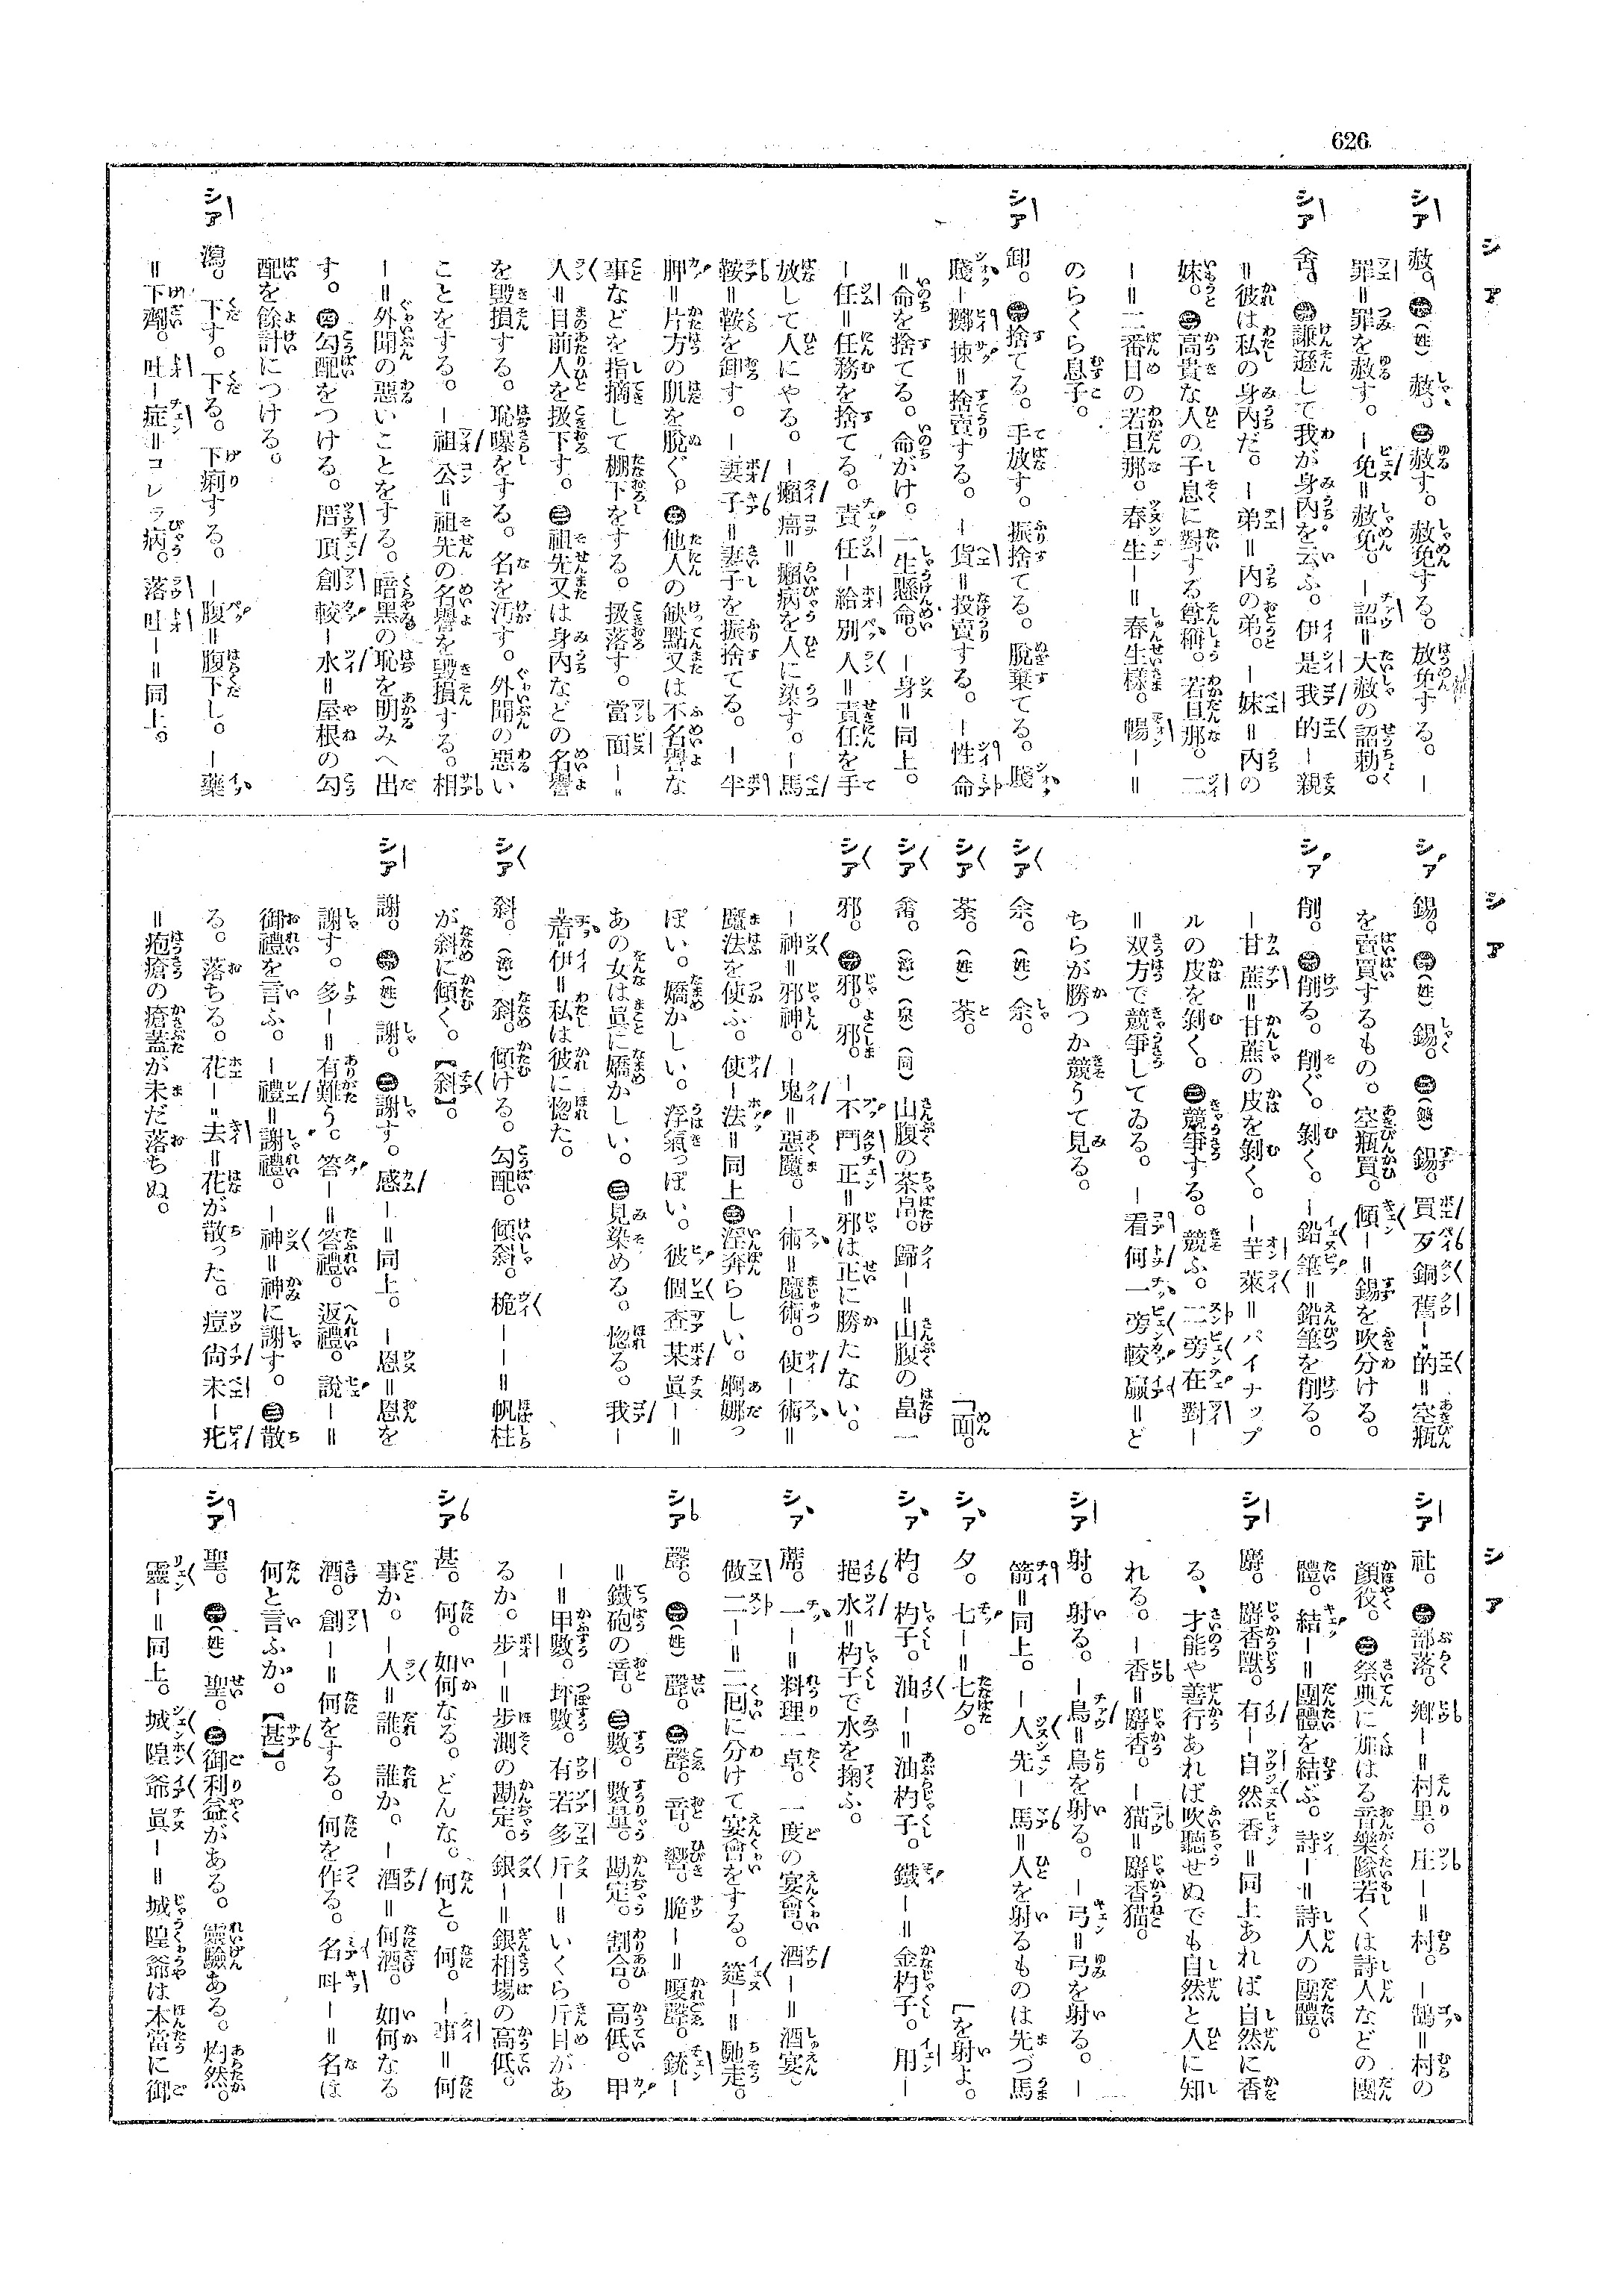 626
シア
シア
シア
シア 赦。㊀(姓) 赦。㊁赦す。赦免する。放免する。—
罪=罪を赦す。—免=赦免。—詔=大赦の詔勅。
シア 舍。㊀謙遜して我が身內を云ふ。伊是我的—親
=彼は私の身內だ。—弟=內の弟。—妹=內の
妹。㊁高貴な人の子息に對する尊稱。若旦那。二
—=二番目の若旦那。春生—=春生樣。暢—=
のらくら息子。
シア 卸。㊀捨てる。手放す。振捨てる。脫棄てる。賤
賤—擲捒=捨賣する。—貨=投賣する。—性命
=命を捨てる。命がけ。一生懸命。—身=同上。
—任=任務を捨てる。責任—給別人=責任を手
放して人にやる。—癩㾺=癩病を人に染す。—馬
鞍=鞍を卸す。—妻子=妻子を振捨てる。—半
胛=片方の肌を脫ぐ。㊁他人の缺點又は不名譽な
事などを指摘して棚下をする。扱落す。當面—=
人=目前人を扱下す。㊂祖先又は身內などの名譽
を毀損する。恥曝をする。名を汚す。外聞の惡い
ことをする。—祖公=祖先の名譽を毀損する。相
—=外聞の惡いことをする。暗黑の恥を明みへ出
す。㊃勾配をつける。厝頂創較—水=屋根の勾
配を餘計につける。
シア 瀉。下す。下る。下痢する。—腹=腹下し。—藥
=下劑。吐—症=コレラ病。落吐—=同上。
シア 錫。㊀(姓) 錫。㊁(姓) 錫。買歹銅舊—的=空瓶
を賣買するもの。空瓶買。傾—=錫を吹分ける。
シア 削。㊀削る。削ぐ。剝く。—鉛筆=鉛筆を削る。
—甘蔗=甘蔗の皮を剝く。—王萊=パイナップ
ルの皮を剝く。㊁競爭する。競ふ。二旁在對—
=双方で競爭してゐる。—看何一旁較贏=ど
ちらが勝つか競うて見る。
シア 佘。(姓) 佘。
シア 茶。(姓) 茶。
シア 畬。(漳)(泉)(同) 山腹の茶畠。歸—=山腹の畠一
「面。
シア 邪。㊀邪。邪。—不鬥正=邪は正に勝たない。
—神=邪神。—鬼=惡魔。—術=魔術。使—術=
魔法を使ふ。使—法=同上㊁淫奔らしい。婀娜っ
ぽい。嬌かしい。浮氣っぽい。彼個查某眞—=
あの女は眞に嬌かしい。㊂見染める。惚る。我—
着伊=私は彼に惚た。
シア 斜。(漳) 斜。傾ける。勾配。傾斜。桅——=帆柱
が斜に傾く。【斜】。
シア 謝。㊀(姓) 謝。㊁謝す。感—=同上。—恩=恩を
謝す。多—=有難う。答—=答禮。返禮。說—=
御禮を言ふ。—禮=謝禮。—神=神に謝す。㊂散
る。落ちる。花—=去=花が散った。痘尙未—疕
=疱瘡の瘡蓋が未だ落ちぬ。
シア 社。㊀部落。鄕—=村里。庄—=村。—鶴=村の
顏役。㊁祭典に加はる音樂隊若くは詩人などの團
體。結—=團體を結ぶ。詩—=詩人の團體。
シア 麝。麝香獸。有—自然香=同上あれば自然に香
る、才能や善行あれば吹聽せぬでも自然と人に知
れる。—香=麝香。—猫=麝香猫。
シア 射。射る。—鳥=鳥を射る。—弓=弓を射る。—
箭=同上。—人先—馬=人を射るものは先づ馬
「を射よ。
シア 夕。七—=七夕。
シア 杓。杓子。油—=油杓子。鐵—=金杓子。用—
挹水=杓子で水を掬ふ。
シア 席。一—=料理一卓。一度の宴會。酒—=酒宴。
做二—=二囘に分けて宴會をする。筵—=馳走。
シア 聲。㊀(姓) 聲。㊁聲。音。響。脆—=嗄聲。銃—
=鐵砲の音。㊂數。數量。勘定。割合。高低。甲
—=甲數。坪數。有若多斤—=いくら斤目があ
るか。步—=步測の勘定。銀—=銀相場の高低。
シア 甚。何。如何なる。どんな。何と。何。—事=何
事か。—人=誰。誰か。—酒=何酒。如何なる
酒。創—=何をする。何を作る。名叫—=名は
何と言ふか。【甚】。
シア 聖。㊀(姓) 聖。㊁御利益がある。靈驗ある。灼然。
靈—=同上。城隍爺眞—=城隍爺は本當に御